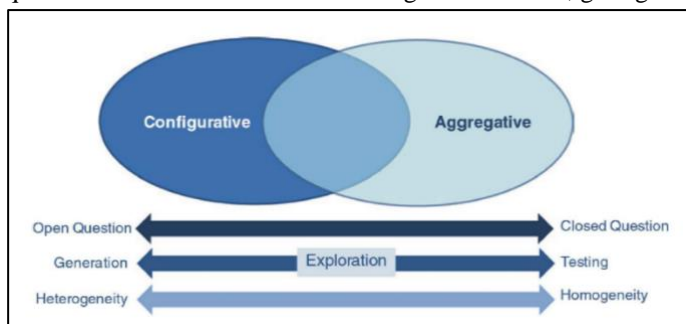 Configurative Aggregative
Open Question Closed Question
Generation Exploration Testing
Heterogeneity Homogeneity